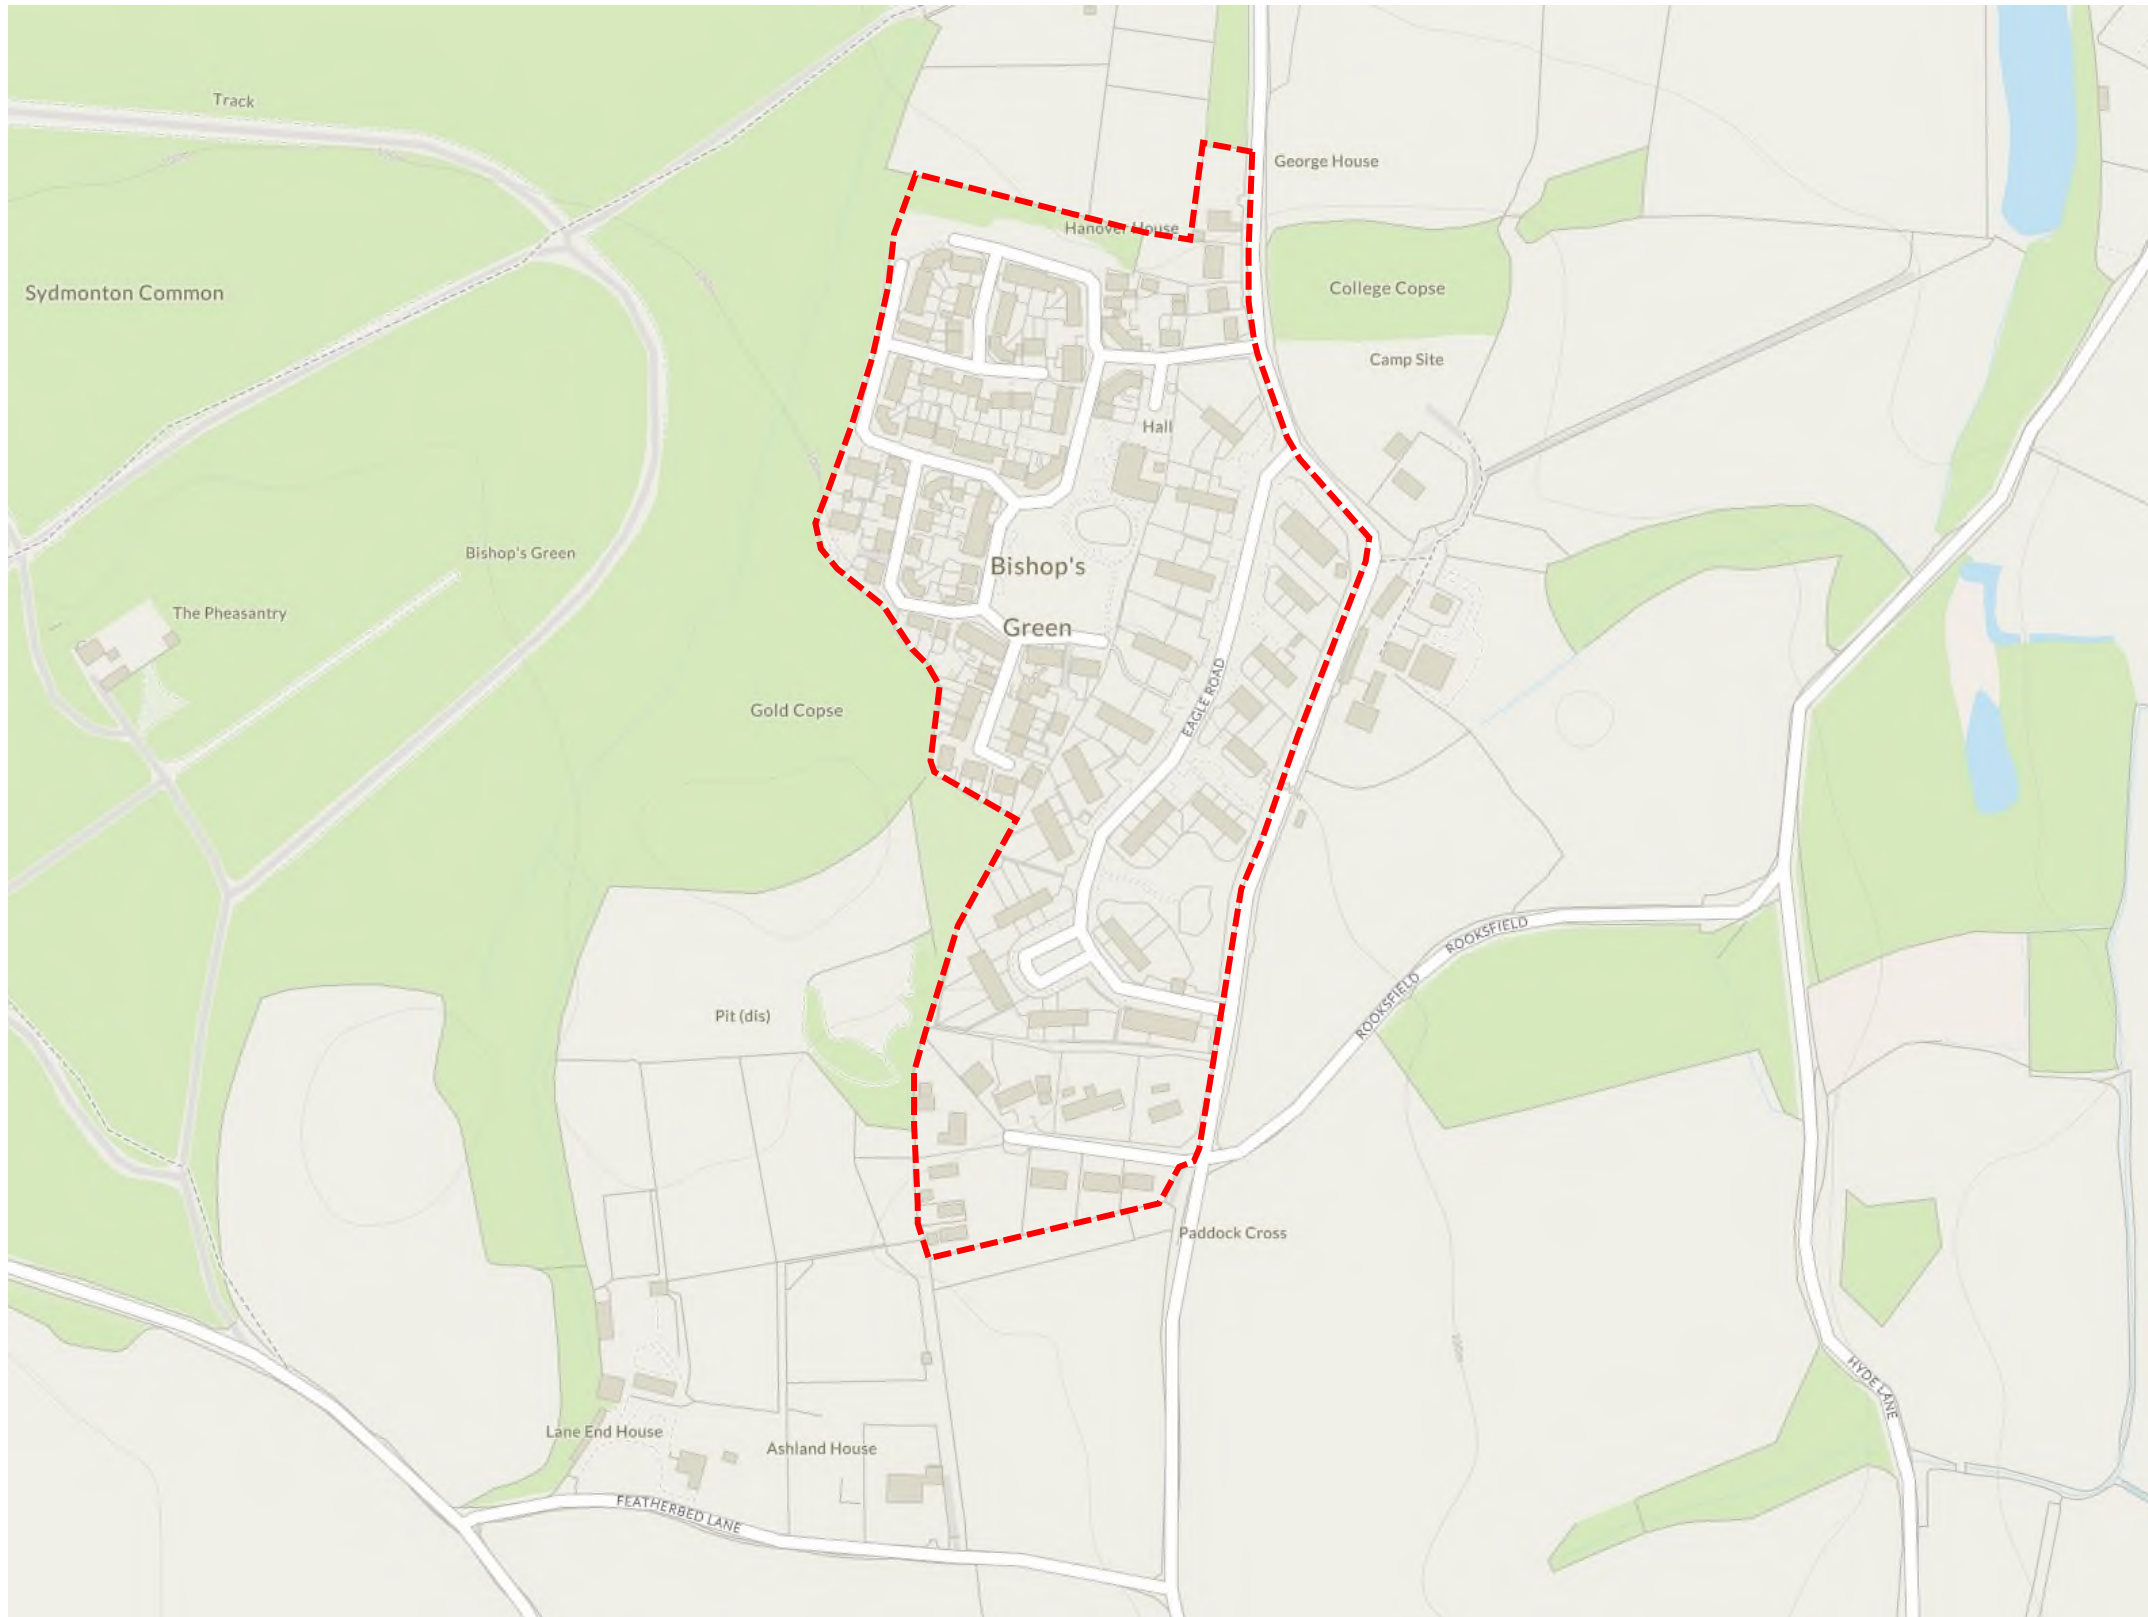 Track
George House
Hanover House
Sydmonton Common
College Copse
Camp Site
Hall
Bishop's Green
Bishop's
Green
The Pheasantry
EAGLE ROAD
Gold Copse
ROOKSFIELD
ROOKSFIELD
Pit (dis)
Paddock Cross
100m
HYDE LANE
Lane End House
Ashland House
FEATHERBED LANE